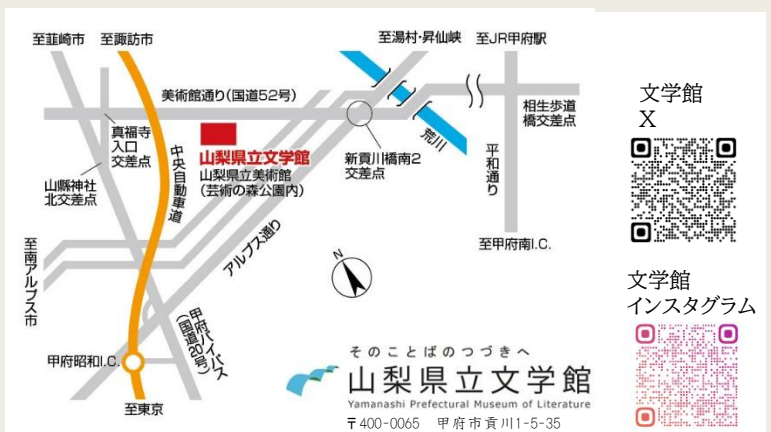 至韮崎市
至諏訪市
至湯村・昇仙峡
至JR甲府駅
美術館通り(国道52号)
相生歩道
橋交差点
真福寺
入口
交差点
中央自動車道
山梨県立文学館
山梨県立美術館
(芸術の森公園内)
新貢川橋南2
交差点
荒川
平和通り
山縣神社
北交差点
至南アルプス市
アルプス通り
至甲府南I.C.
N
甲府バイパス
(国道20号)
甲府昭和I.C.
至東京
そのことばのつづきへ
山梨県立文学館
Yamanashi Prefectural Museum of Literature
〒400-0065 甲府市貢川1-5-35
文学館
X
文学館
インスタグラム